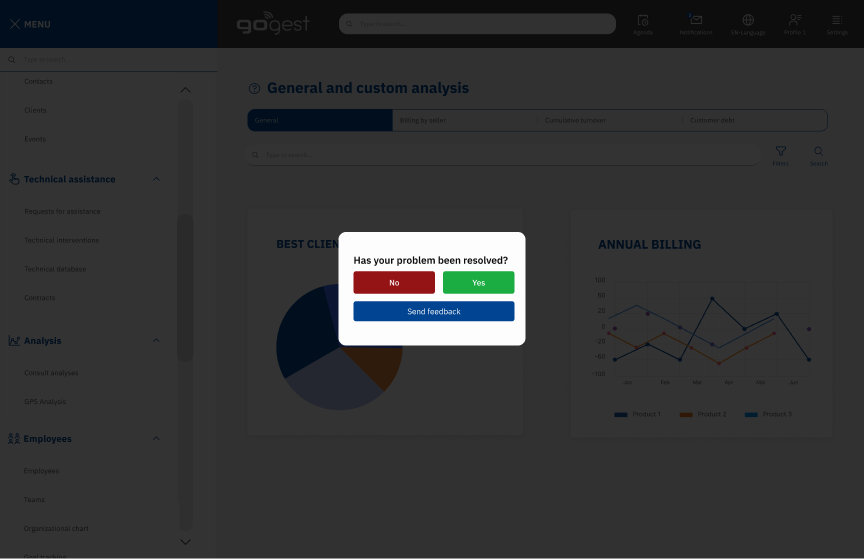 MENU
gogest
Type to search...
Agenda
Notifications
EN-Language
Profile
Settings
Type to search...
Contacts
Clients
Events
Technical assistance
Requests for assistance
Technical interventions
Technical database
Contracts
Analysis
Consult analyses
GPS Analysis
Employees
Employees
Teams
Organisational chart
General and custom analysis
General
Billing by seller
Cumulative turnover
Customer debt
Type to search...
Filters
Search
BEST CLIEN
Has your problem been resolved?
No
Yes
Send feedback
ANNUAL BILLING
100
60
20
0
-20
-60
-100
Jan
Feb
Mar
Apr
May
Jun
Product 1
Product 2
Product 3